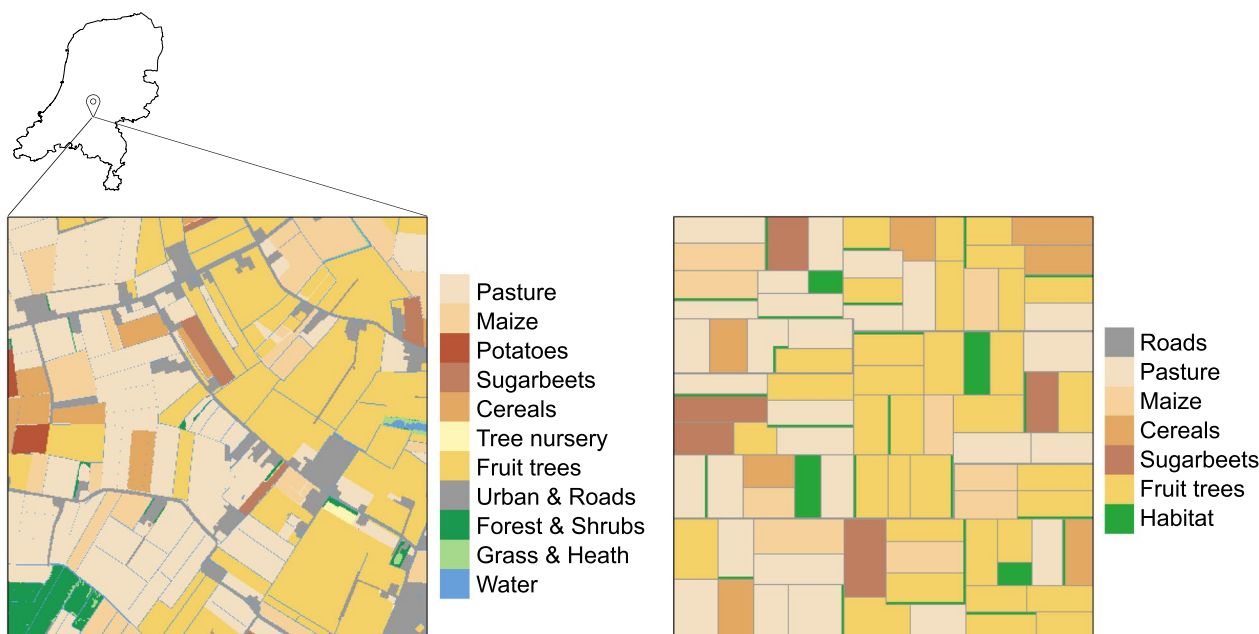 Pasture
Maize
Potatoes
Sugarbeets
Cereals
Tree nursery
Fruit trees
Urban & Roads
Forest & Shrubs
Grass & Heath
Water
Roads
Pasture
Maize
Cereals
Sugarbeets
Fruit trees
Habitat